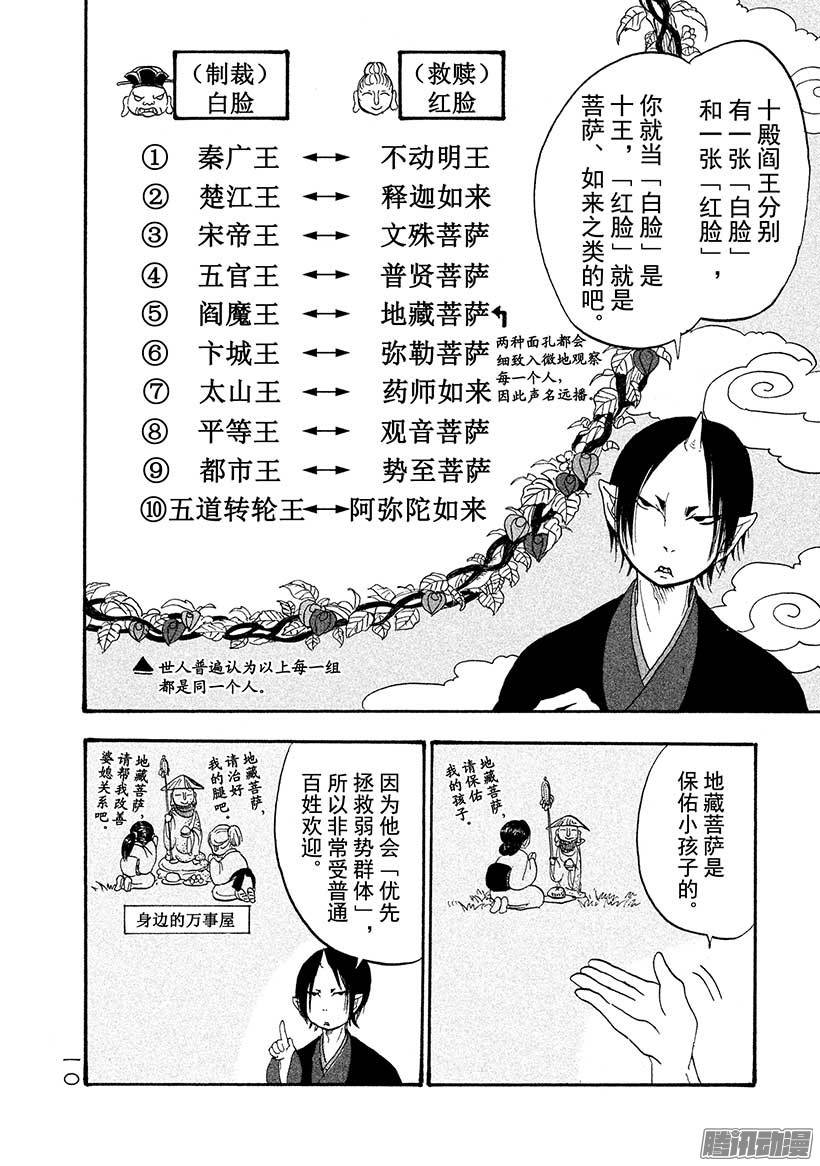 十殿阎王分别
有一张「白脸」
和一张「红脸」，
你就当「白脸」是
十王，「红脸」就是
菩萨、如来之类的吧。
（制裁）
白脸
（救赎）
红脸
① 秦广王 ↔ 不动明王
② 楚江王 ↔ 释迦如来
③ 宋帝王 ↔ 文殊菩萨
④ 五官王 ↔ 普贤菩萨
⑤ 阎魔王 ↔ 地藏菩萨
⑥ 卞城王 ↔ 弥勒菩萨
⑦ 太山王 ↔ 药师如来
⑧ 平等王 ↔ 观音菩萨
⑨ 都市王 ↔ 势至菩萨
⑩ 五道转轮王 ↔ 阿弥陀如来
两种面孔都会
细致入微地观察
每一个人，
因此声名远播。
世人普遍认为以上每一组
都是同一个人。
地藏菩萨是
保佑小孩子的。
地藏菩萨，
请保佑
我的孩子。
因为他会「优先
拯救弱势群体」，
所以非常受普通
百姓欢迎。
地藏菩萨，
请治好
我的腿吧。
地藏菩萨，
请帮我改善
婆媳关系吧。
身边的万事屋
一〇
腾讯动漫